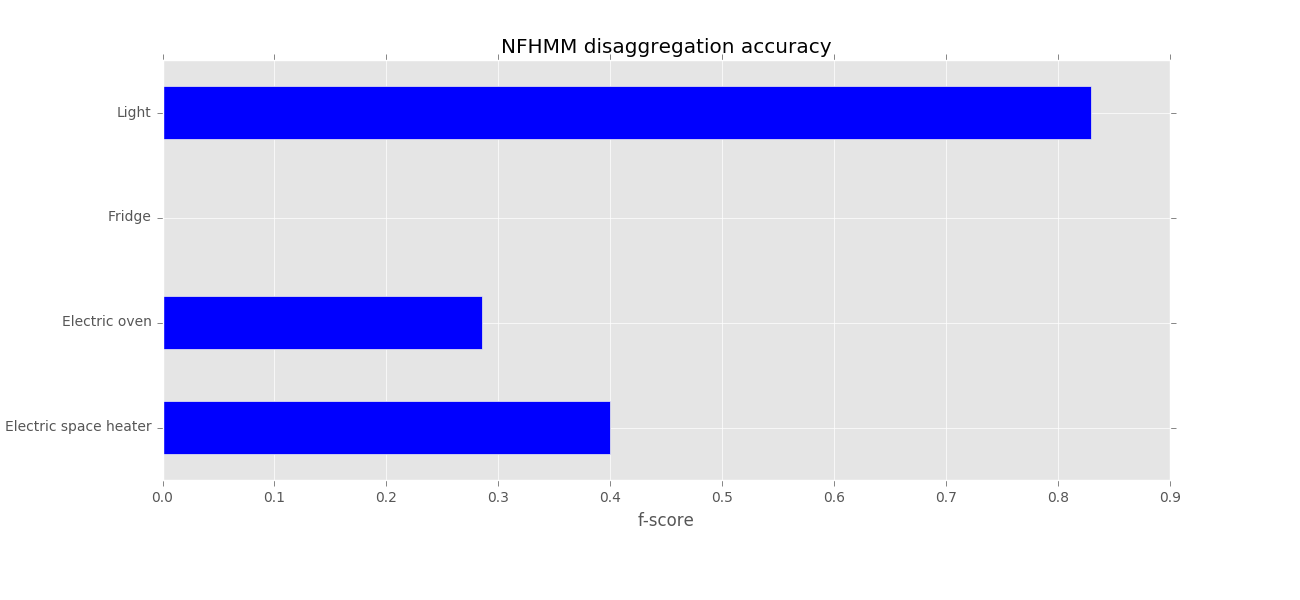 NFHMM disaggregation accuracy
Light
Fridge
Electric oven
Electric space heater
0.0 0.1 0.2 0.3 0.4 0.5 0.6 0.7 0.8 0.9
f-score